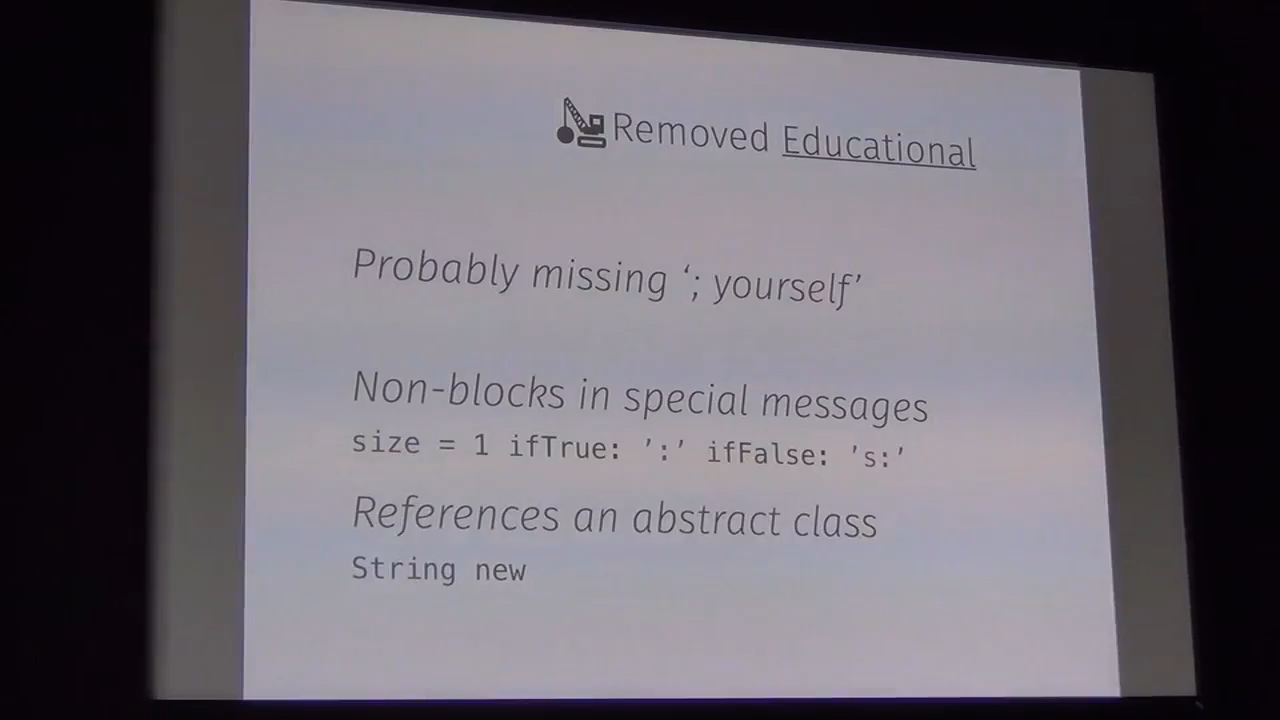 Removed Educational
Probably missing ‘; yourself’
Non-blocks in special messages
size = 1 ifTrue: ':' ifFalse: 's:'
References an abstract class
String new